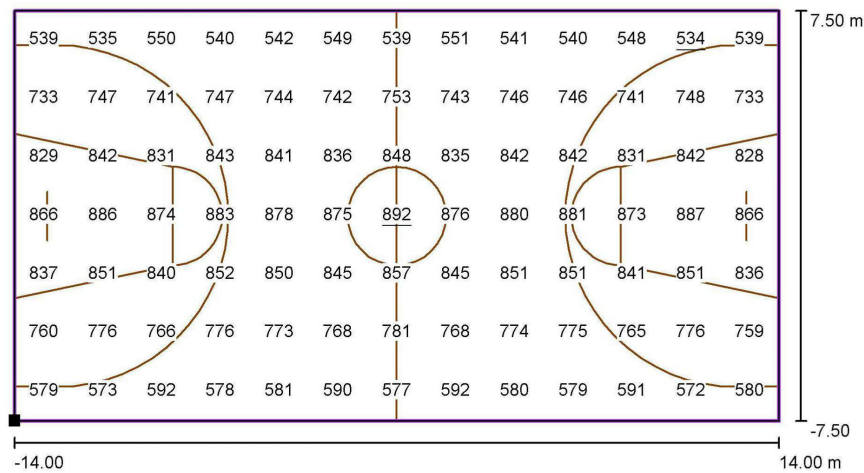 7.50 m
539 535 550 540 542 549 539 551 541 540 548 534 539
733 747 741 747 744 742 753 743 746 746 741 748 733
829 842 831 843 841 836 848 835 842 842 831 842 828
866 886 874 883 878 875 892 876 880 881 873 887 866
837 851 840 852 850 845 857 845 851 851 841 851 836
760 776 766 776 773 768 781 768 774 775 765 776 759
579 573 592 578 581 590 577 592 580 579 591 572 580
-7.50
-14.00 14.00 m